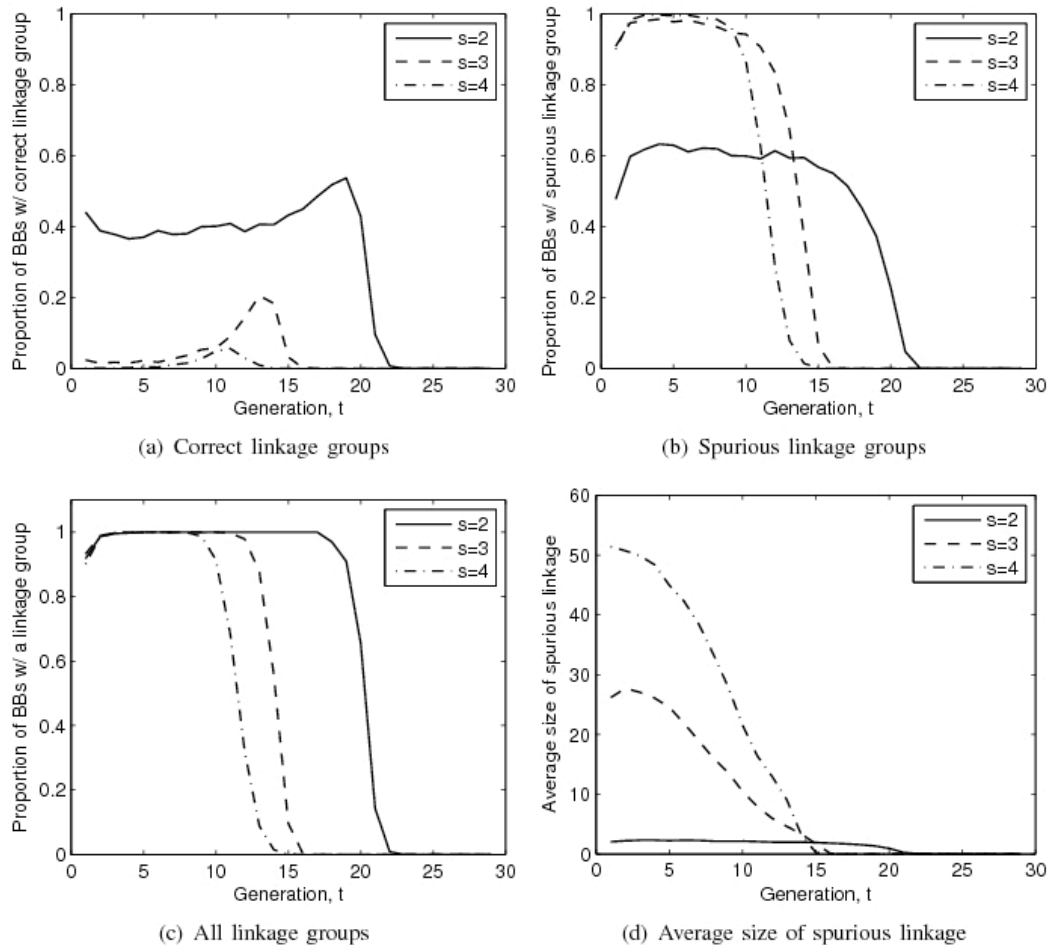 Proportion of BBs w/ correct linkage group
1
0.8
0.6
0.4
0.2
0
0 5 10 15 20 25 30
s=2
s=3
s=4
Generation, t
(a) Correct linkage groups
Proportion of BBs w/ spurious linkage group
1
0.8
0.6
0.4
0.2
0
0 5 10 15 20 25 30
s=2
s=3
s=4
Generation, t
(b) Spurious linkage groups
Proportion of BBs w/ a linkage group
1
0.8
0.6
0.4
0.2
0
0 5 10 15 20 25 30
s=2
s=3
s=4
Generation, t
(c) All linkage groups
Average size of spurious linkage
60
50
40
30
20
10
0
0 5 10 15 20 25 30
s=2
s=3
s=4
Generation, t
(d) Average size of spurious linkage